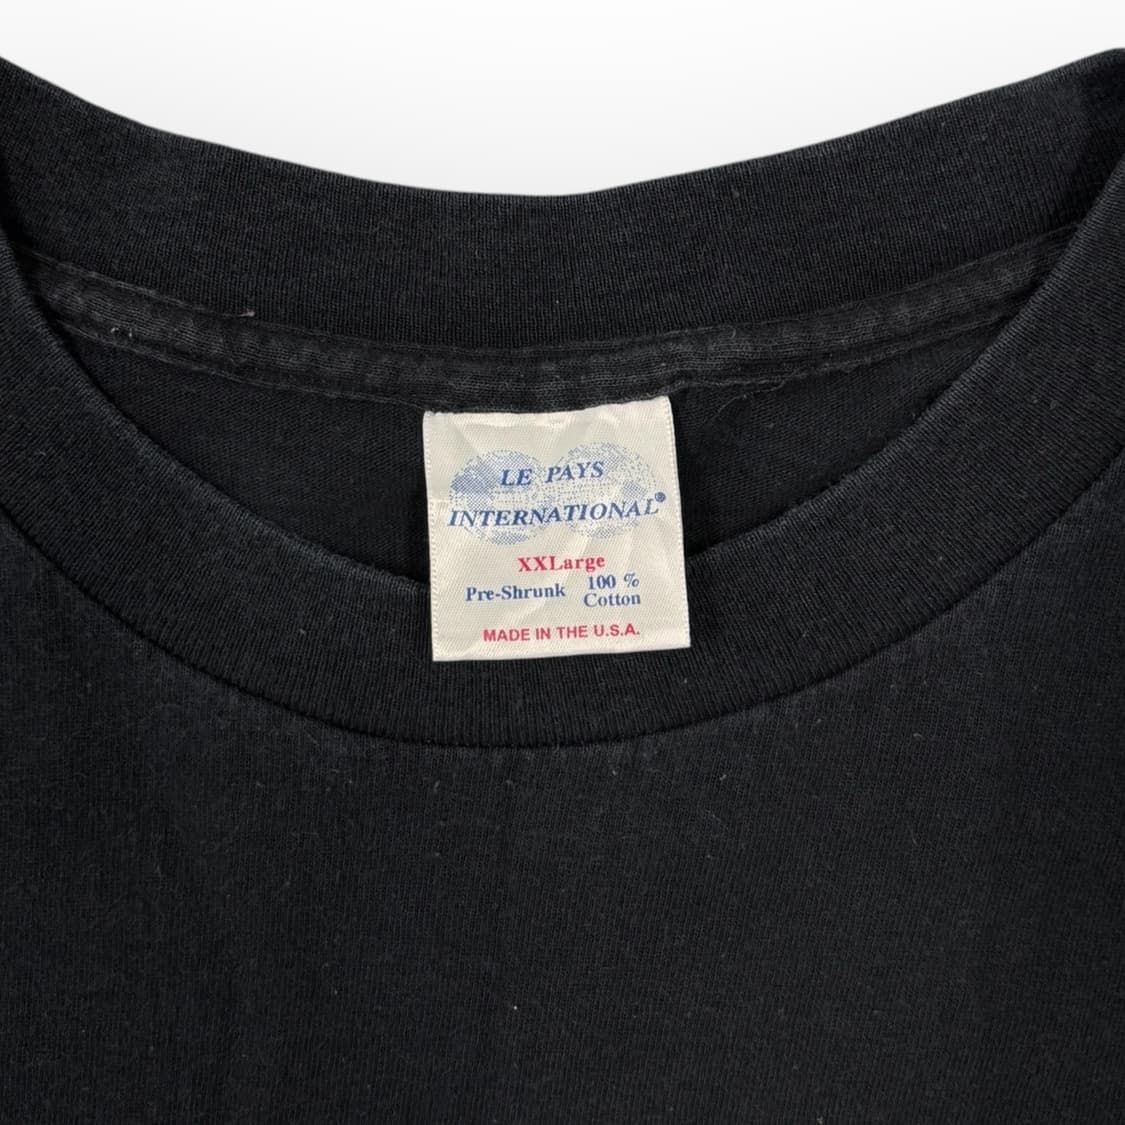 LE PAYS
INTERNATIONAL®
XXLarge
Pre-Shrunk 100 %
Cotton
MADE IN THE U.S.A.